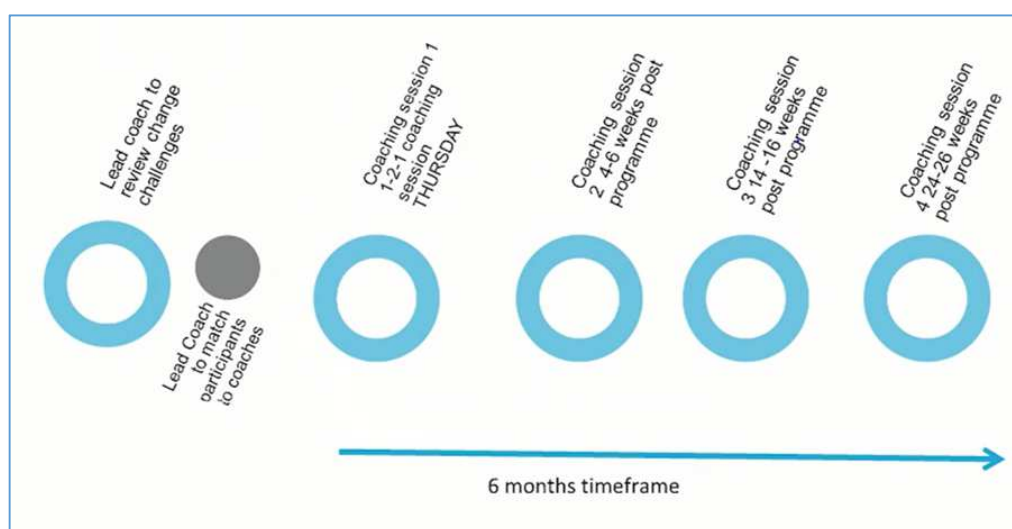 Lead coach to
review change
challenges
Lead Coach
to match
participants
to coaches
Coaching session 1
1-2-1 coaching
session
THURSDAY
Coaching session
2 4-6 weeks post
programme
Coaching session
3 14 -16 weeks
post programme
Coaching session
4 24-26 weeks
post programme
6 months timeframe